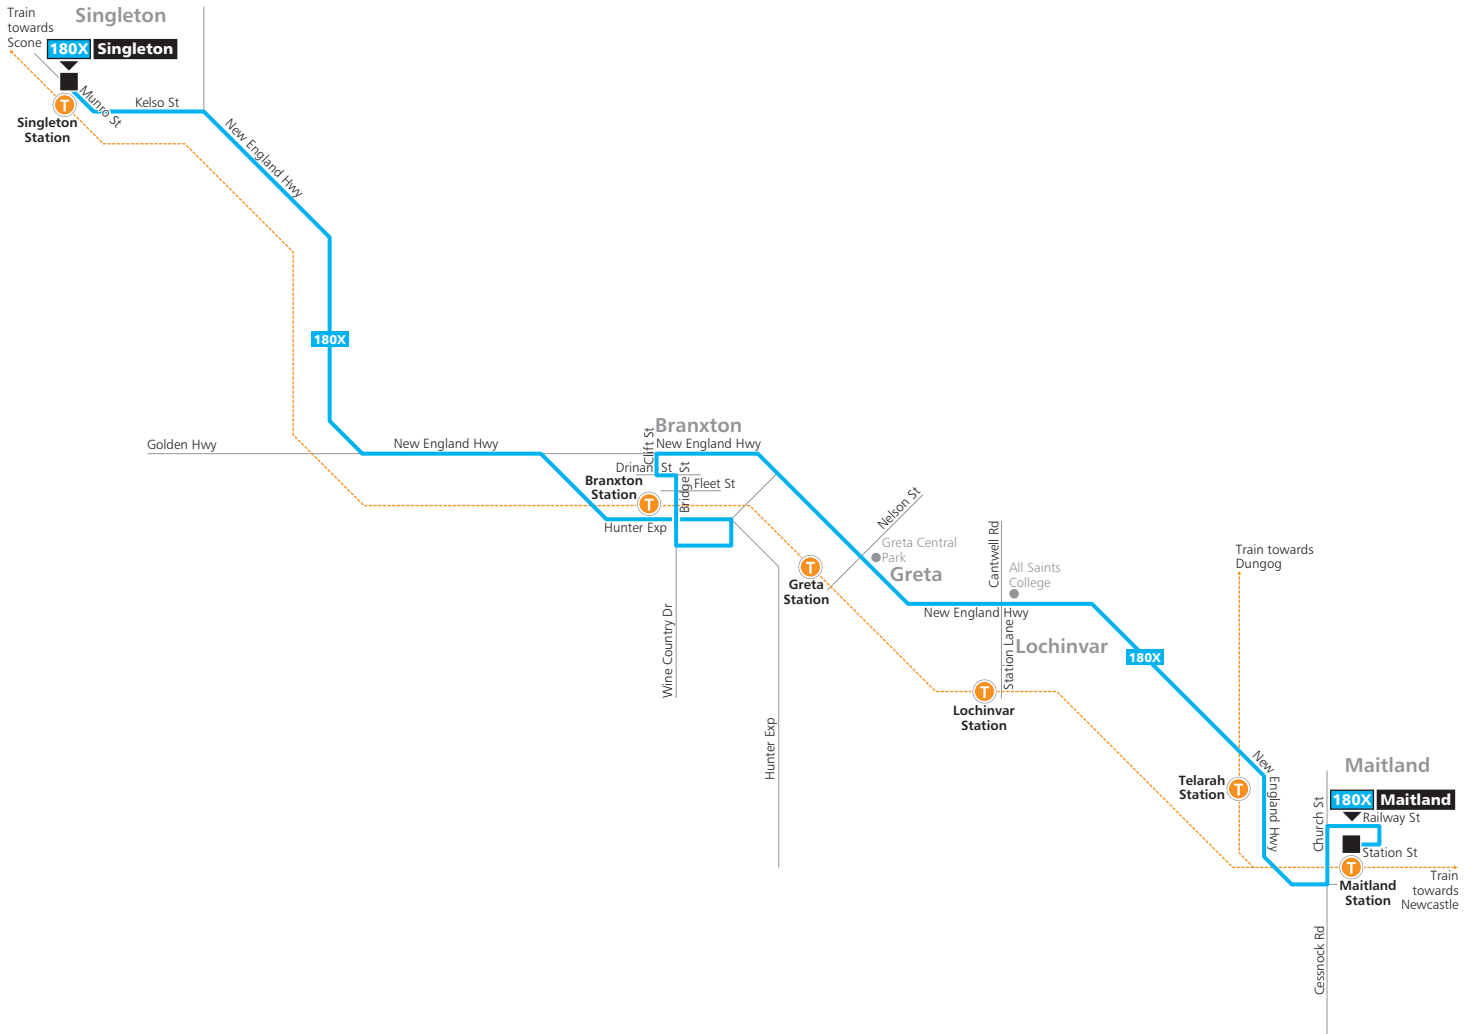 Train
towards
Scone
Singleton
180X Singleton
Munro St
Kelso St
Singleton
Station
New England Hwy
180X
Golden Hwy
New England Hwy
Branxton
Clift St
New England Hwy
Drinan St
Bridge St
Fleet St
Branxton
Station
Hunter Exp
Wine Country Dr
Hunter Exp
Nelson St
Greta Central
Park
Greta
Greta
Station
Cantwell Rd
All Saints
College
New England Hwy
Station Lane
Lochinvar
180X
Lochinvar
Station
Train towards
Dungog
New England Hwy
Telarah
Station
Maitland
180X Maitland
Church St
Railway St
Station St
Maitland
Station
Train
towards
Newcastle
Cessnock Rd
T
T
T
T
T
T